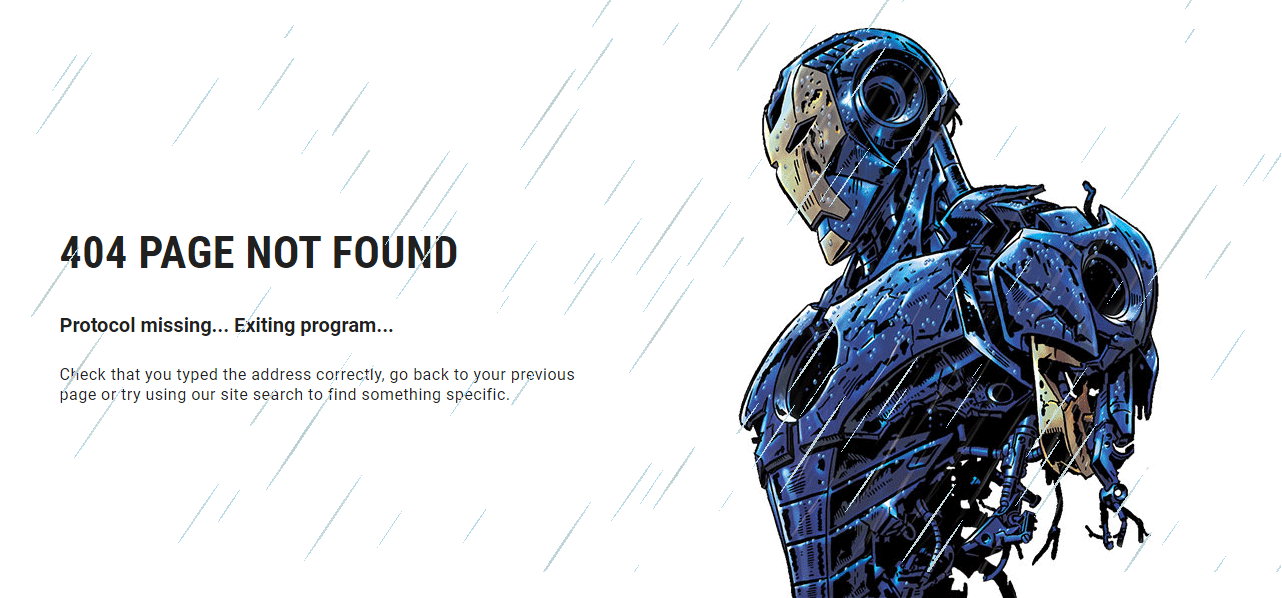 404 PAGE NOT FOUND
Protocol missing... Exiting program...
Check that you typed the address correctly, go back to your previous
page or try using our site search to find something specific.